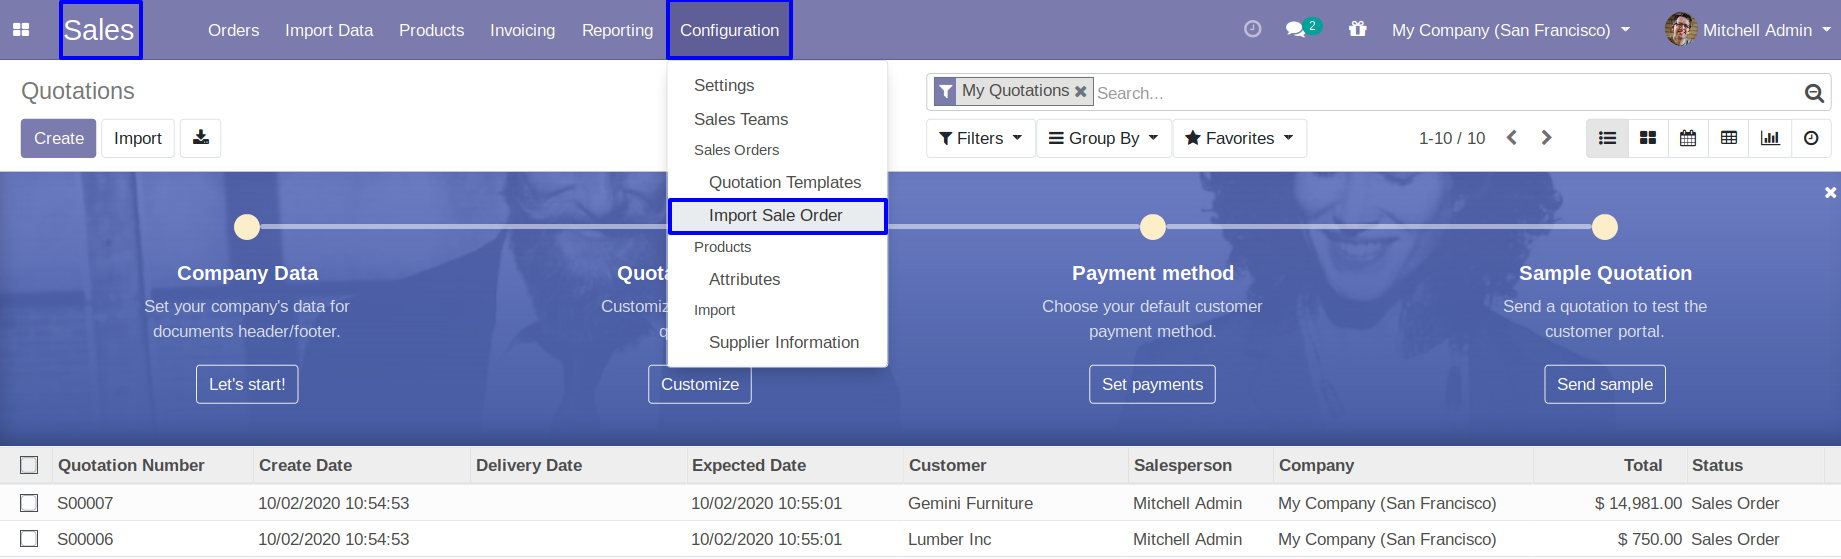 Sales Orders Import Data Products Invoicing Reporting Configuration 2 My Company (San Francisco) Mitchell Admin
Quotations
Settings
Sales Teams
Sales Orders
Quotation Templates
Import Sale Order
Products
Attributes
Import
Supplier Information
My Quotations Search...
Create Import
Filters Group By Favorites 1-10 / 10
Company Data
Set your company's data for
documents header/footer.
Let's start!
Quota
Customiz
q
Customize
Payment method
Choose your default customer
payment method.
Set payments
Sample Quotation
Send a quotation to test the
customer portal.
Send sample
Quotation Number Create Date Delivery Date Expected Date Customer Salesperson Company Total Status
S00007 10/02/2020 10:54:53 10/02/2020 10:55:01 Gemini Furniture Mitchell Admin My Company (San Francisco) $ 14,981.00 Sales Order
S00006 10/02/2020 10:54:53 10/02/2020 10:55:01 Lumber Inc Mitchell Admin My Company (San Francisco) $ 750.00 Sales Order